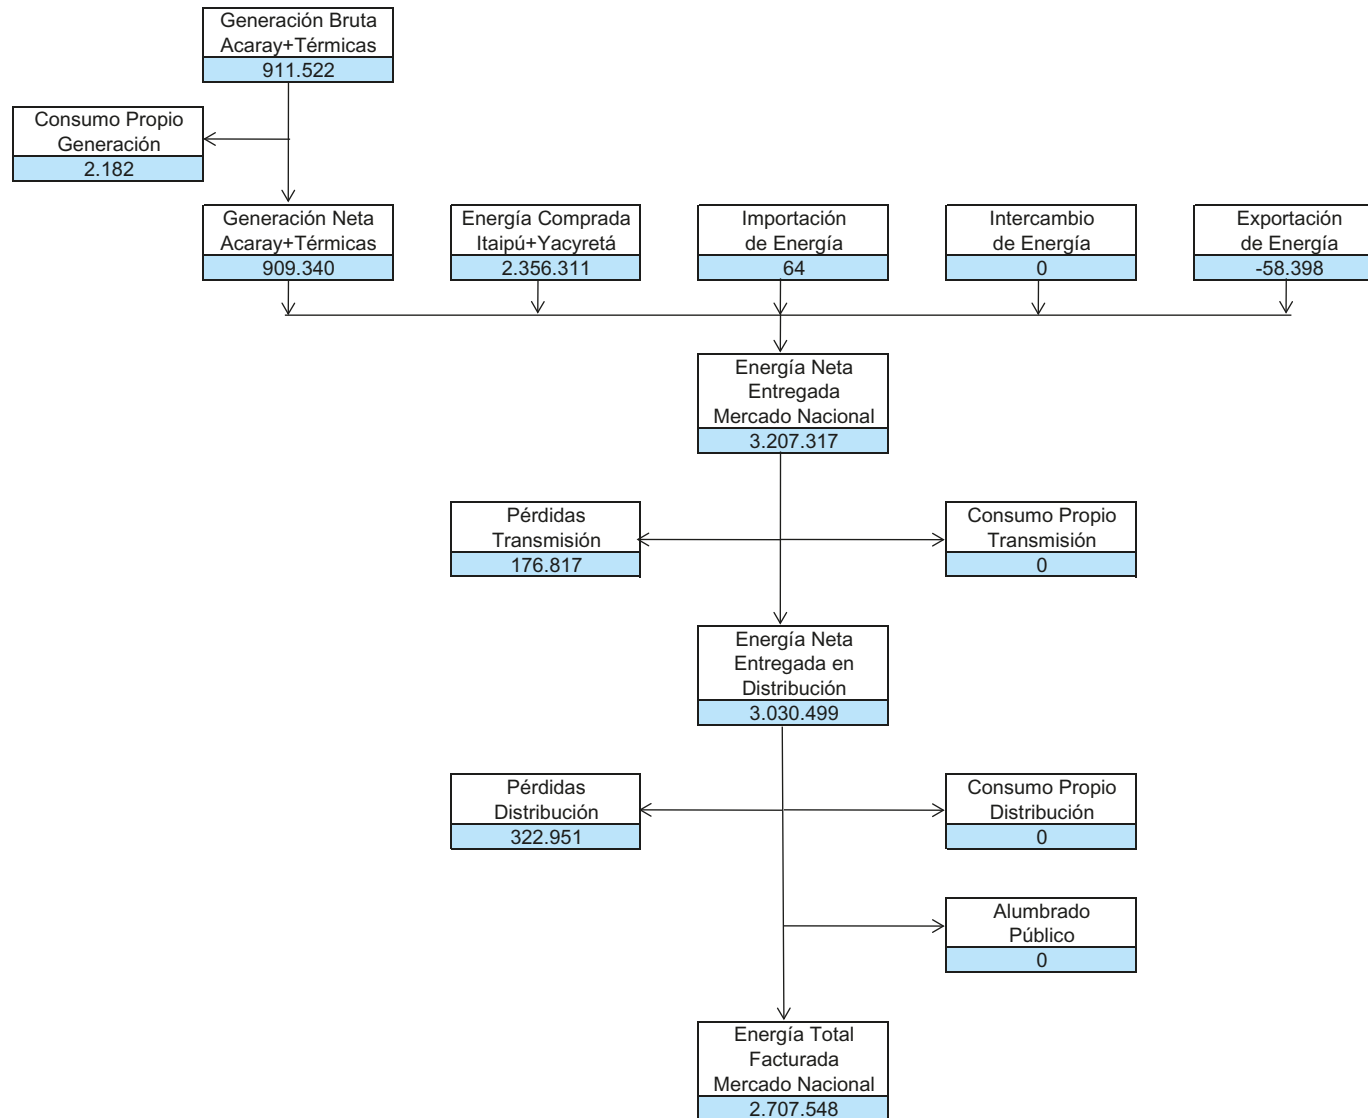 Generación Bruta
Acaray+Térmicas
911.522
Consumo Propio
Generación
2.182
Generación Neta
Acaray+Térmicas
909.340
Energía Comprada
Itaipú+Yacyretá
2.356.311
Importación
de Energía
64
Intercambio
de Energía
0
Exportación
de Energía
-58.398
Energía Neta
Entregada
Mercado Nacional
3.207.317
Pérdidas
Transmisión
176.817
Consumo Propio
Transmisión
0
Energía Neta
Entregada en
Distribución
3.030.499
Pérdidas
Distribución
322.951
Consumo Propio
Distribución
0
Alumbrado
Público
0
Energía Total
Facturada
Mercado Nacional
2.707.548